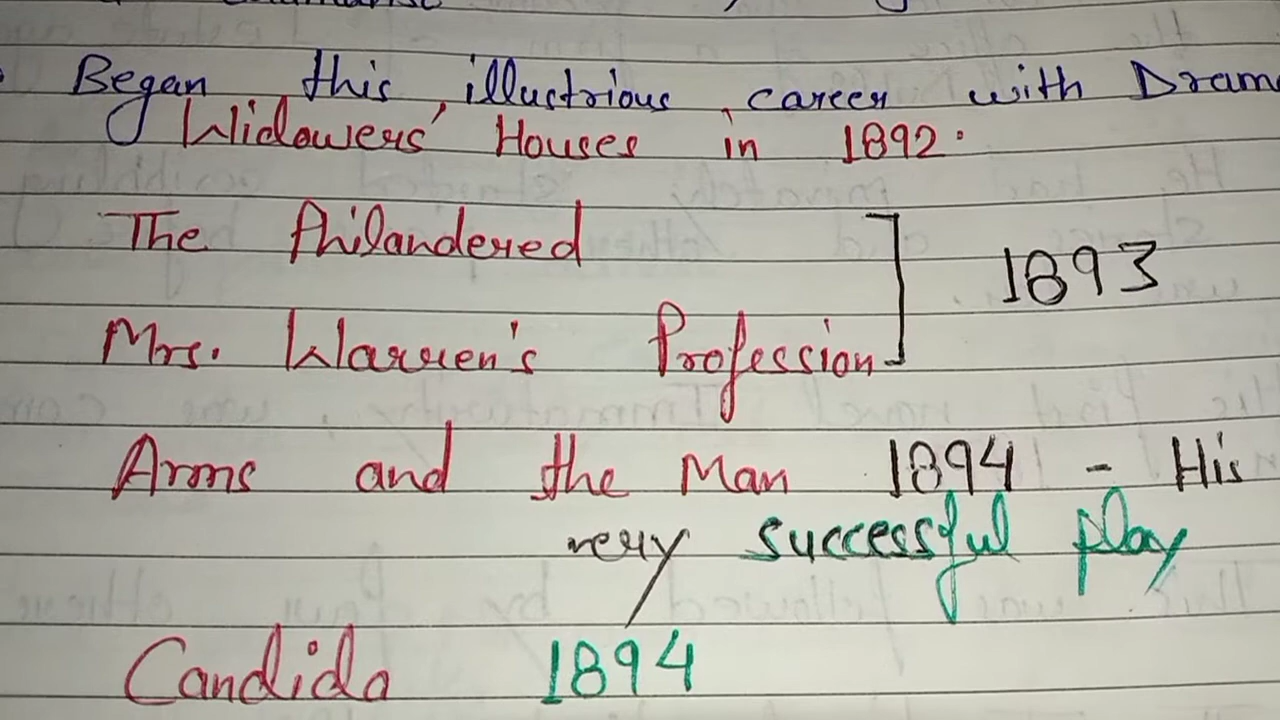 Began this illustrious career with Dram
Widowers' Houses in 1892.
The Philandered
Mrs. Warren's Profession
1893
Arms and the Man 1894 - His
very successful play
Candida 1894